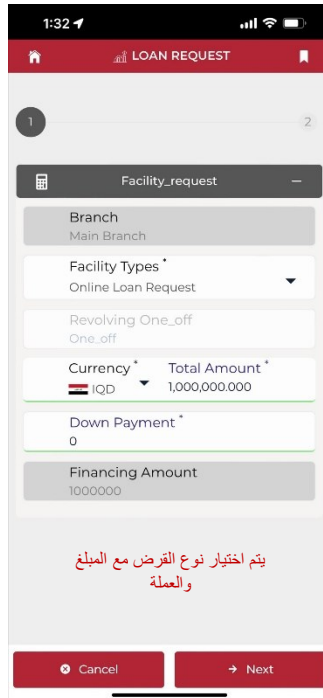 1:32
LOAN REQUEST
1
2
Facility_request
Branch
Main Branch
Facility Types *
Online Loan Request
Revolving One_off
One_off
Currency * Total Amount *
IQD 1,000,000.000
Down Payment *
0
Financing Amount
1000000
يتم اختيار نوع القرض مع المبلغ
والعملة
Cancel
Next